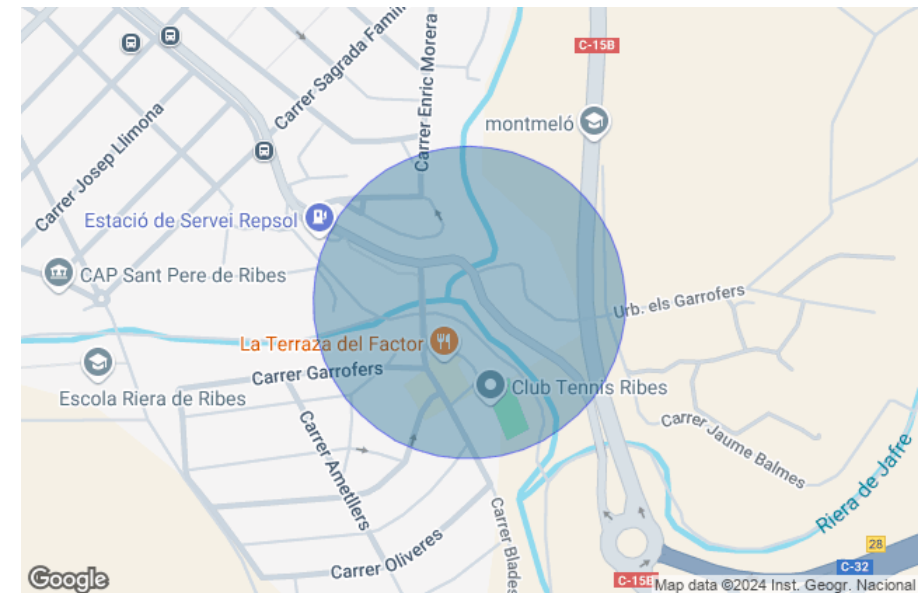 C-15B
Carrer Sagrada Famíli
Carrer Enric Morera
montmeló
Carrer Josep Llimona
Estació de Servei Repsol
CAP Sant Pere de Ribes
Urb. els Garrofers
La Terraza del Factor
Carrer Garrofers
Club Tennis Ribes
Escola Riera de Ribes
Carrer Ametllers
Carrer Jaume Balmes
Riera de Jafre
Carrer Blades
Carrer Oliveres
28
C-32
C-15B
Google
Map data ©2024 Inst. Geogr. Nacional